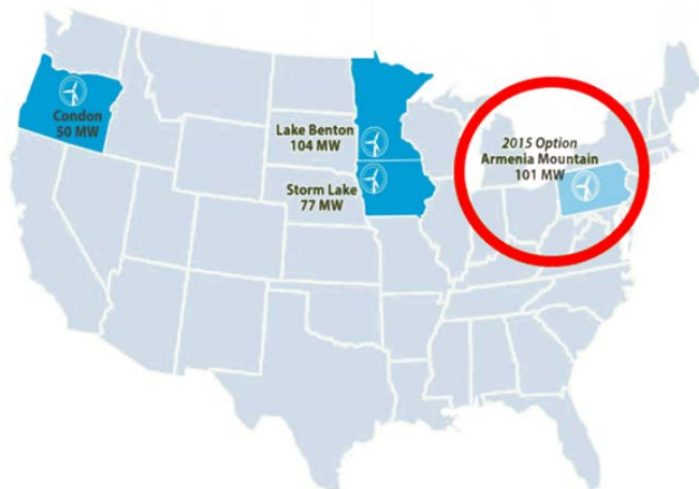 Condon
50 MW
Lake Benton
104 MW
Storm Lake
77 MW
2015 Option
Armenia Mountain
101 MW